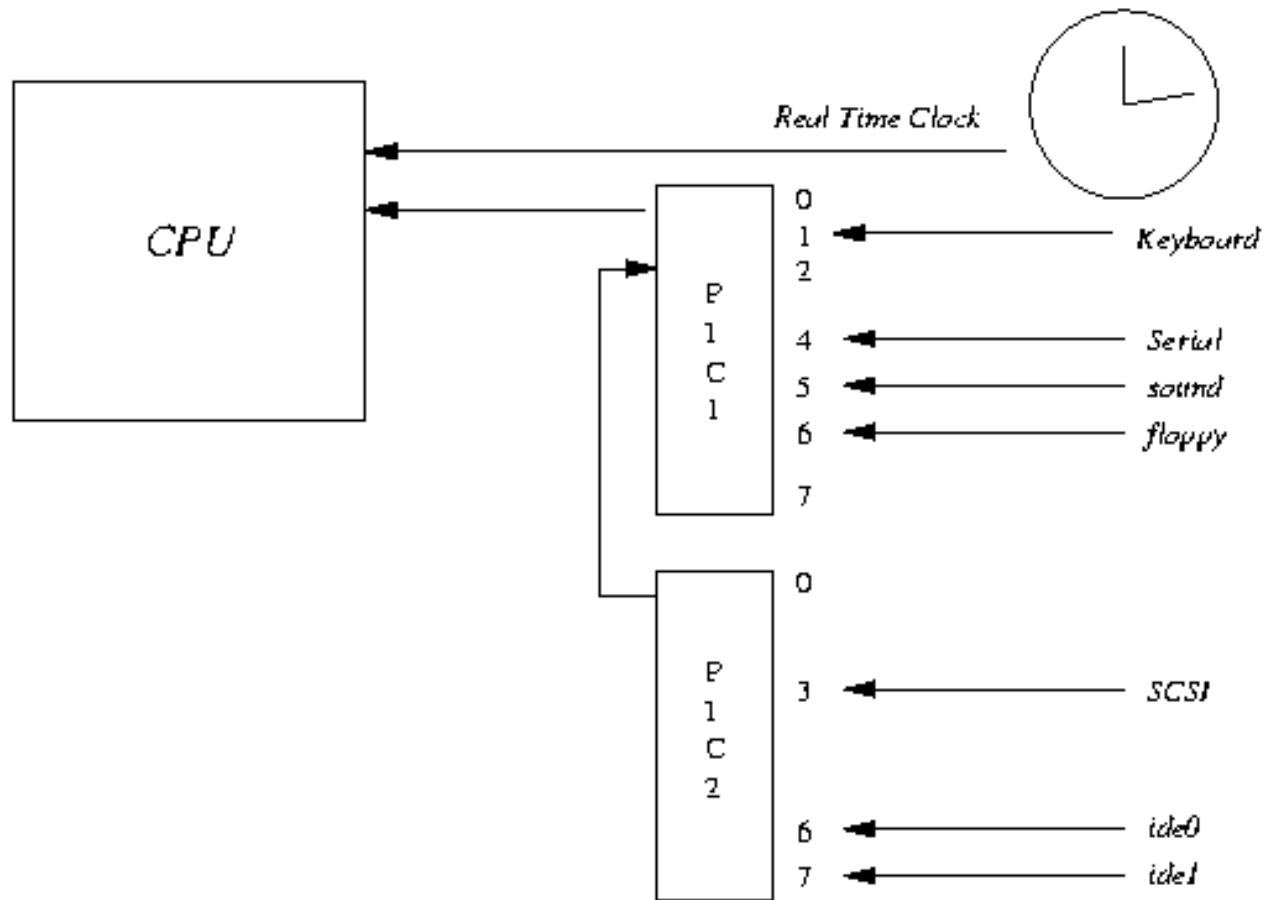 Real Time Clock
CPU
0
1
Keyboard
2
P
I
C
1
4
Serial
5
sound
6
floppy
7
0
P
I
C
2
3
SCSI
6
ide0
7
ide1